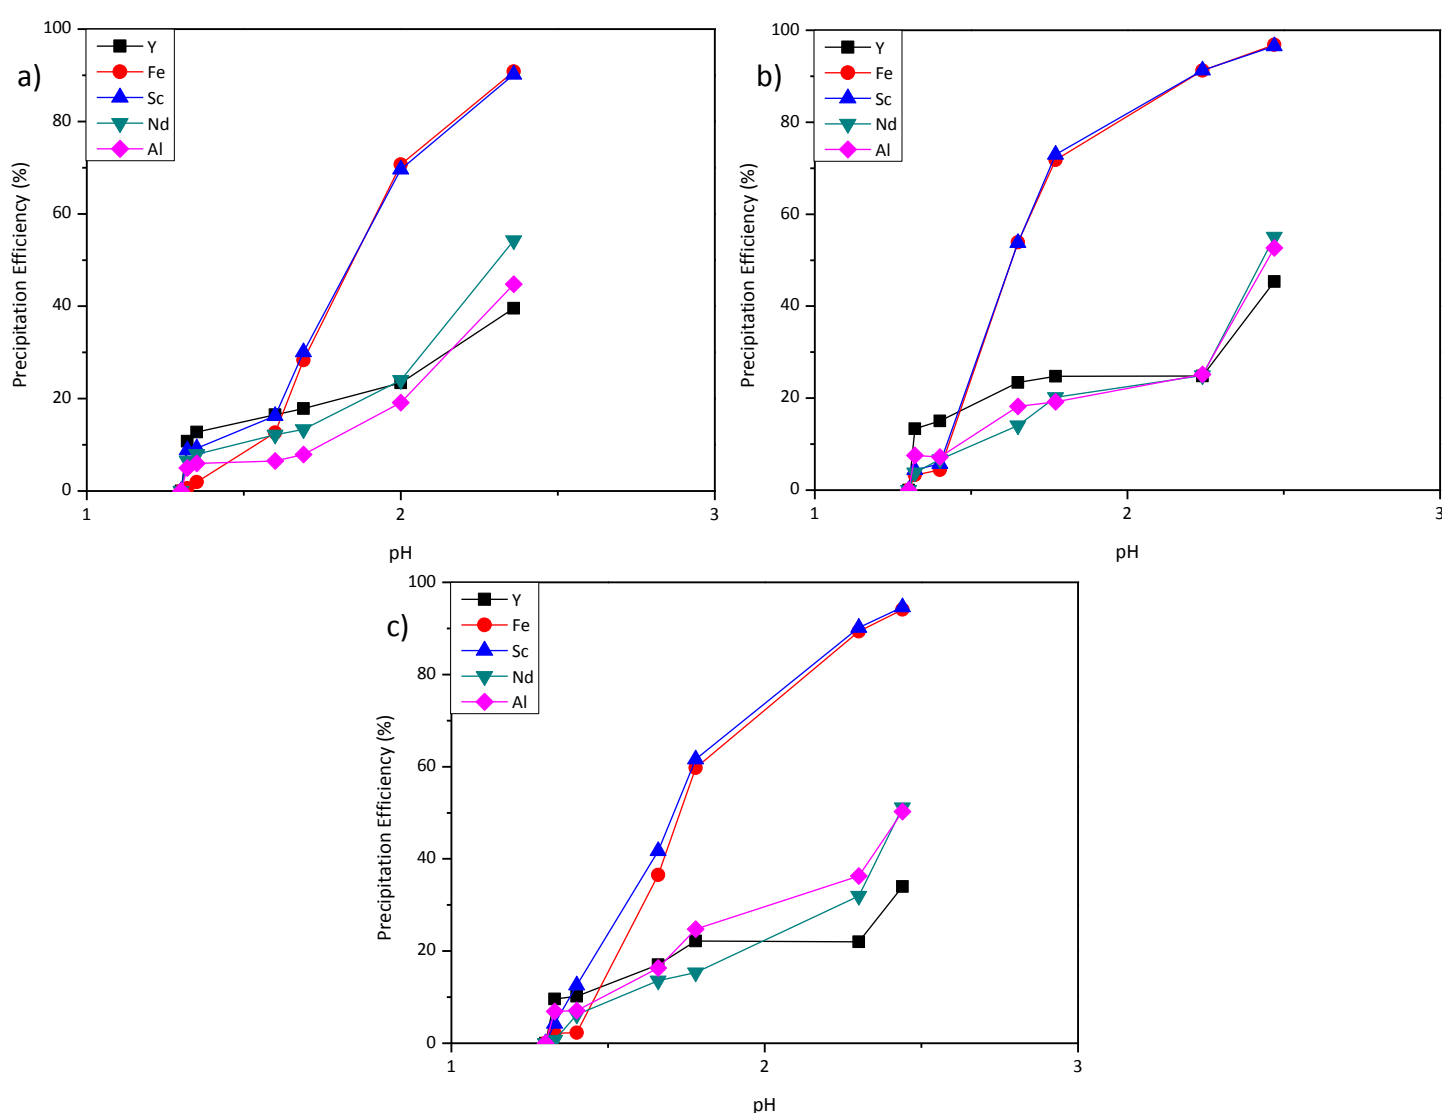 a)
Y
Fe
Sc
Nd
Al
100
80
60
40
20
0
1
2
3
Precipitation Efficiency (%)
pH
b)
Y
Fe
Sc
Nd
Al
100
80
60
40
20
0
1
2
3
Precipitation Efficiency (%)
pH
c)
Y
Fe
Sc
Nd
Al
100
80
60
40
20
0
1
2
3
Precipitation Efficiency (%)
pH